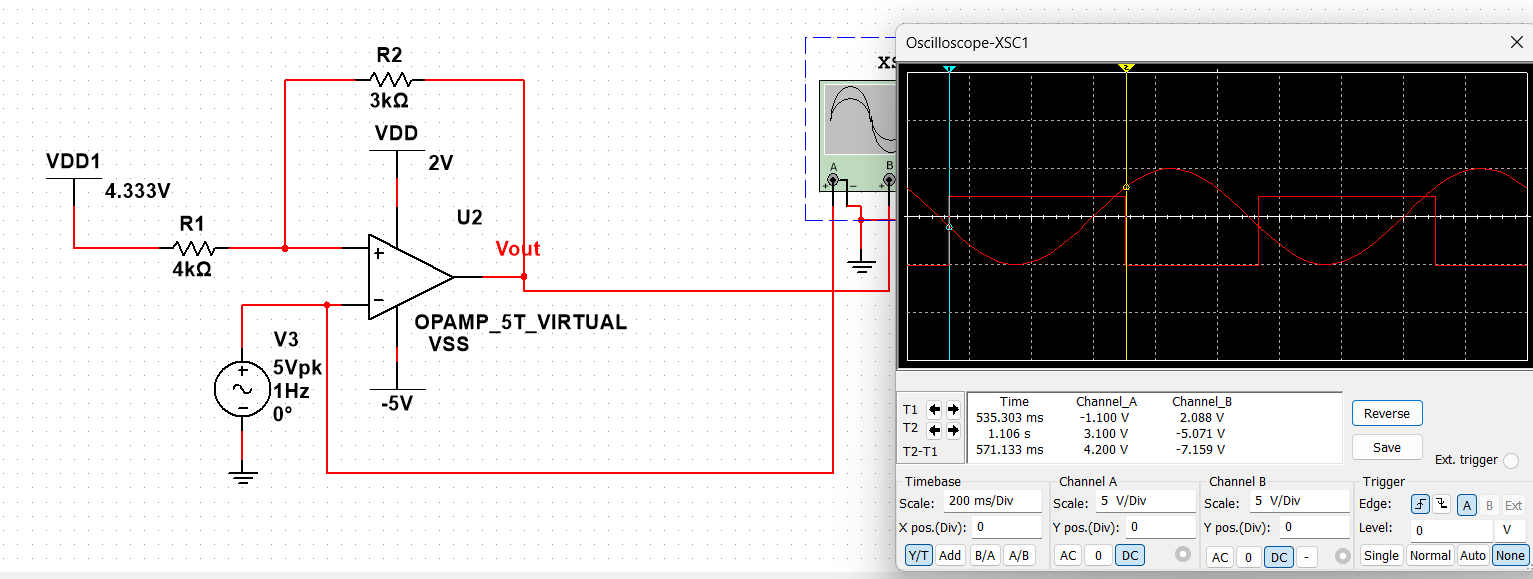 R2
3kΩ
VDD
2V
VDD1
4.333V
R1
4kΩ
U2
+
−
Vout
OPAMP_5T_VIRTUAL
VSS
-5V
V3
5Vpk
1Hz
0°
+
−
XS
A
B
+
−
+
Oscilloscope-XSC1
1
2
Time Channel_A Channel_B
T1 535.303 ms -1.100 V 2.088 V
T2 1.106 s 3.100 V -5.071 V
T2-T1 571.133 ms 4.200 V -7.159 V
Reverse
Save
Ext. trigger
Timebase
Scale: 200 ms/Div
X pos.(Div): 0
Y/T Add B/A A/B
Channel A
Scale: 5 V/Div
Y pos.(Div): 0
AC 0 DC
Channel B
Scale: 5 V/Div
Y pos.(Div): 0
AC 0 DC -
Trigger
Edge: A B Ext
Level: 0 V
Single Normal Auto None